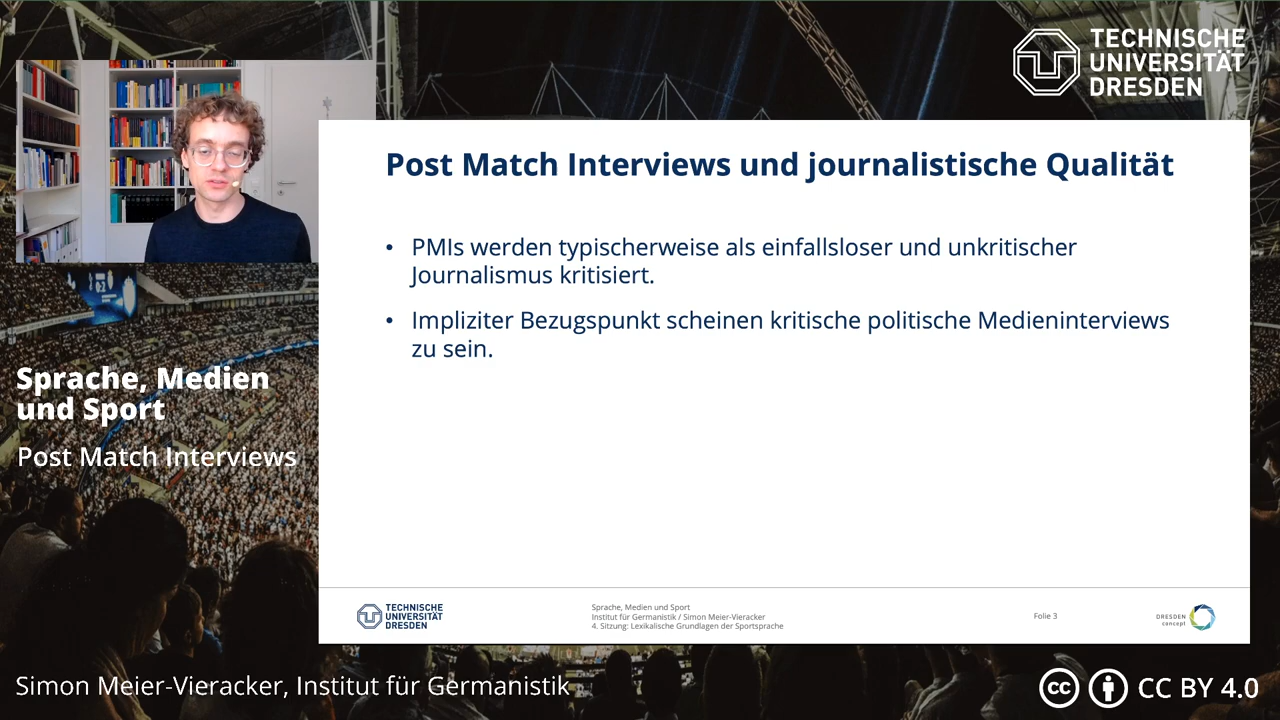 TECHNISCHE
UNIVERSITÄT
DRESDEN
Post Match Interviews und journalistische Qualität
• PMIs werden typischerweise als einfallsloser und unkritischer
Journalismus kritisiert.
• Impliziter Bezugspunkt scheinen kritische politische Medieninterviews
zu sein.
Sprache, Medien
und Sport
Post Match Interviews
TECHNISCHE
UNIVERSITÄT
DRESDEN
Sprache, Medien und Sport
Institut für Germanistik / Simon Meier-Vieracker
4. Sitzung: Lexikalische Grundlagen der Sportsprache
Folie 3
DRESDEN
concept
Simon Meier-Vieracker, Institut für Germanistik
cc CC BY 4.0